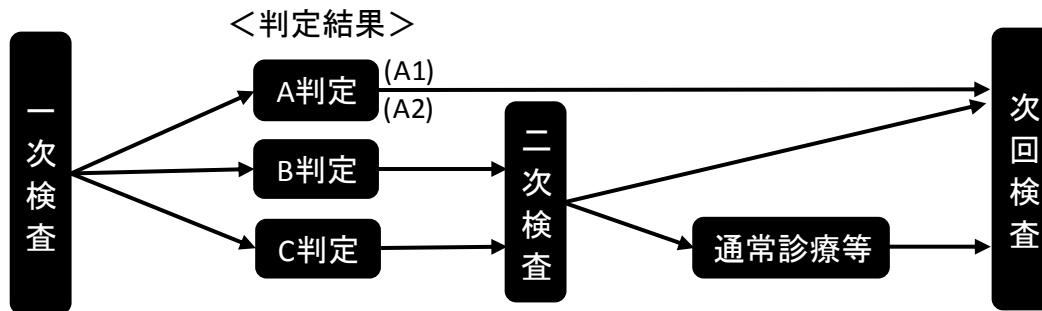 ＜判定結果＞
一次検査
A判定
(A1)
(A2)
B判定
C判定
二次検査
通常診療等
次回検査